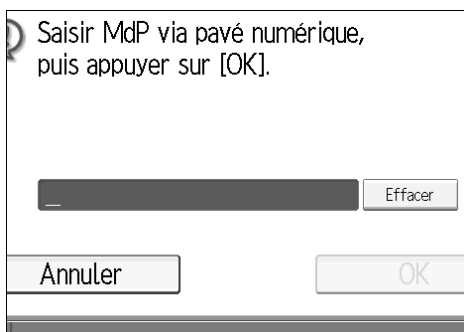 Saisir MdP via pavé numérique,
puis appuyer sur [OK].
_
Effacer
Annuler
OK